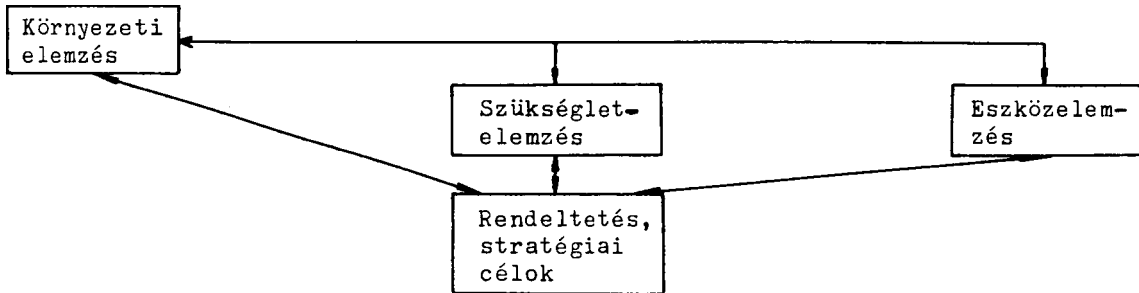 Környezeti
elemzés
Szükséglet-
elemzés
Eszközelem-
zés
Rendeltetés,
stratégiai
célok